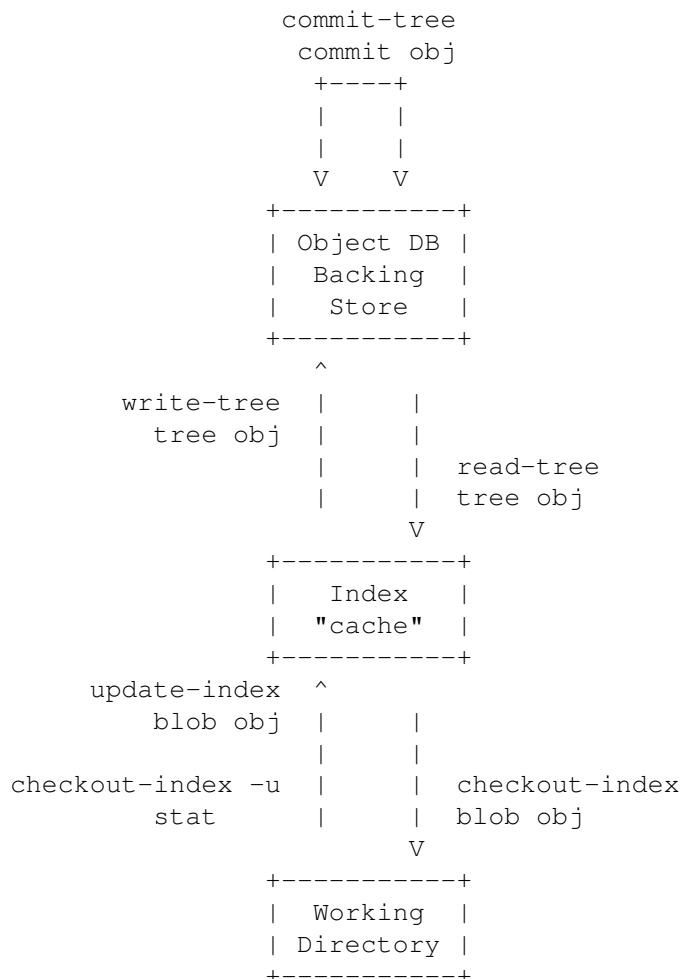 commit-tree
commit obj
+----+
| |
| |
V V
+-----------+
| Object DB |
| Backing |
| Store |
+-----------+
^
write-tree | |
tree obj | |
| | read-tree
| | tree obj
V
+-----------+
| Index |
| "cache" |
+-----------+
update-index ^
blob obj | |
| |
checkout-index -u | | checkout-index
stat | | blob obj
V
+-----------+
| Working |
| Directory |
+-----------+